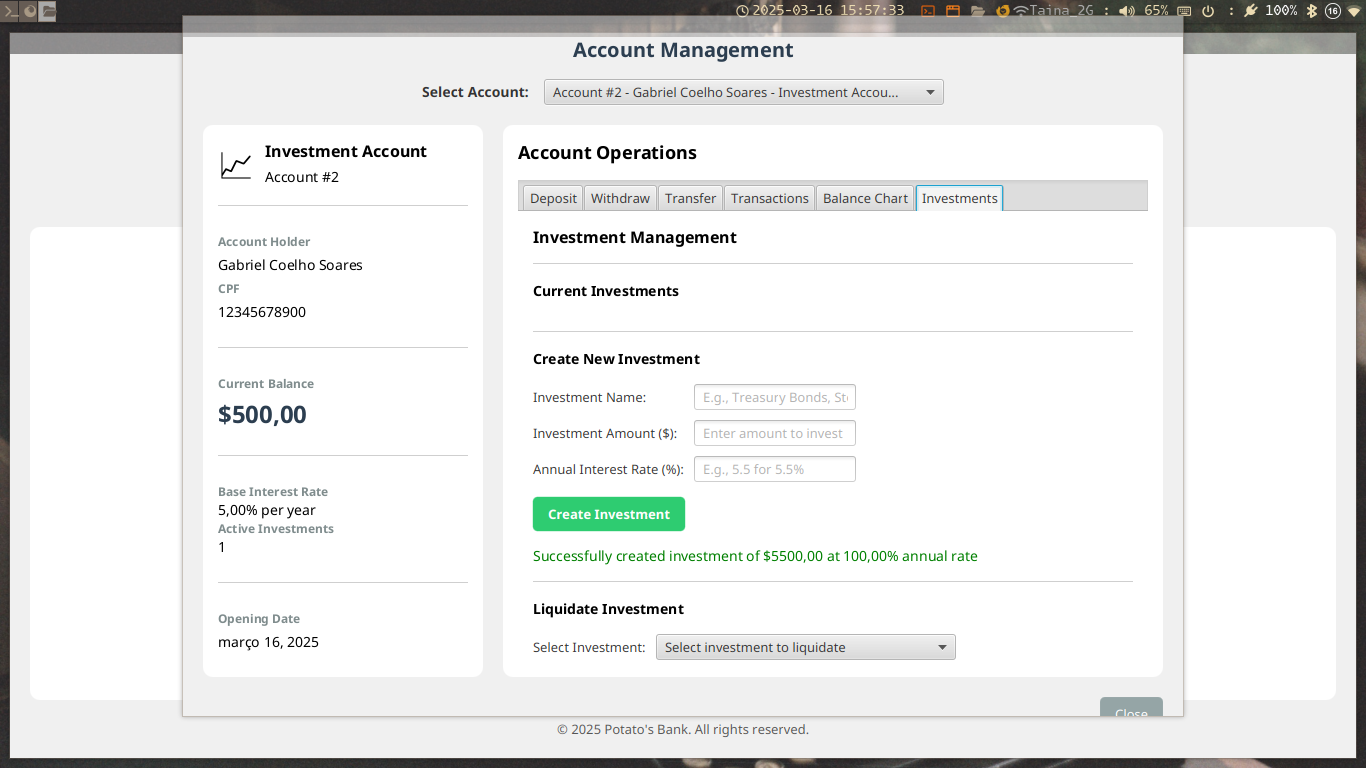 2025-03-16 15:57:33
Taina_2G : 65% : 100% 16
Account Management
Select Account: Account #2 - Gabriel Coelho Soares - Investment Accou...
Investment Account
Account #2
Account Holder
Gabriel Coelho Soares
CPF
12345678900
Current Balance
$500,00
Base Interest Rate
5,00% per year
Active Investments
1
Opening Date
março 16, 2025
Account Operations
Deposit Withdraw Transfer Transactions Balance Chart Investments
Investment Management
Current Investments
Create New Investment
Investment Name: E.g., Treasury Bonds, St
Investment Amount ($): Enter amount to invest
Annual Interest Rate (%): E.g., 5.5 for 5.5%
Create Investment
Successfully created investment of $5500,00 at 100,00% annual rate
Liquidate Investment
Select Investment: Select investment to liquidate
Close
© 2025 Potato's Bank. All rights reserved.